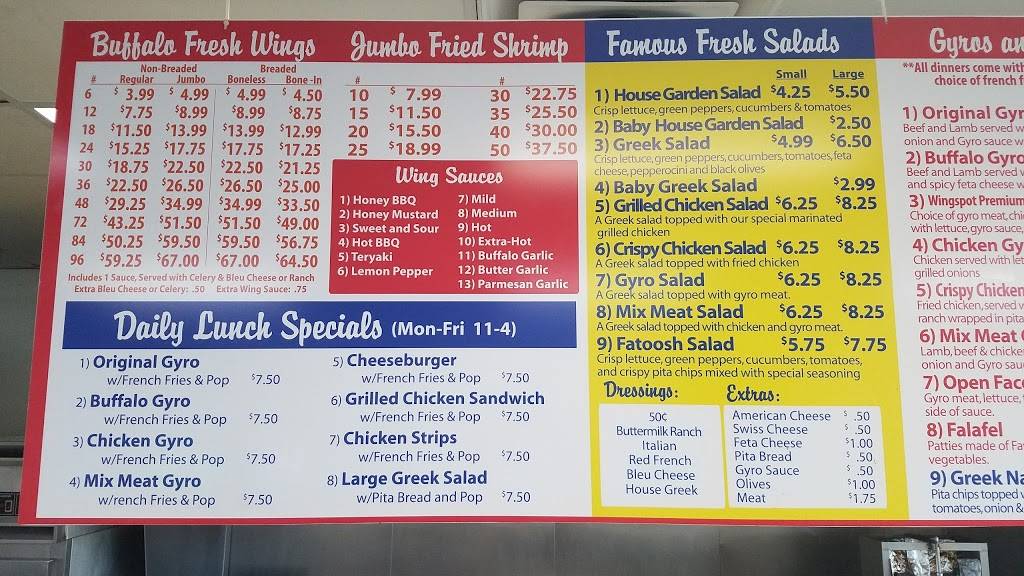 Buffalo Fresh Wings
Non-Breaded Breaded
# Regular Jumbo Boneless Bone-In
6 $3.99 $4.99 $4.99 $4.50
12 $7.75 $8.99 $8.99 $8.75
18 $11.50 $13.99 $13.99 $12.99
24 $15.25 $17.75 $17.75 $17.25
30 $18.75 $22.50 $22.50 $21.25
36 $22.50 $26.50 $26.50 $25.00
48 $29.25 $34.99 $34.99 $33.50
72 $43.25 $51.50 $51.50 $49.00
84 $50.25 $59.50 $59.50 $56.75
96 $59.25 $67.00 $67.00 $64.50
Includes 1 Sauce, Served with Celery & Bleu Cheese or Ranch
Extra Bleu Cheese or Celery: .50 Extra Wing Sauce: .75
Jumbo Fried Shrimp
# #
10 $7.99 30 $22.75
15 $11.50 35 $25.50
20 $15.50 40 $30.00
25 $18.99 50 $37.50
Wing Sauces
1) Honey BBQ
2) Honey Mustard
3) Sweet and Sour
4) Hot BBQ
5) Teryaki
6) Lemon Pepper
7) Mild
8) Medium
9) Hot
10) Extra-Hot
11) Buffalo Garlic
12) Butter Garlic
13) Parmesan Garlic
Daily Lunch Specials (Mon-Fri 11-4)
1) Original Gyro
w/French Fries & Pop $7.50
2) Buffalo Gyro
w/French Fries & Pop $7.50
3) Chicken Gyro
w/French Fries & Pop $7.50
4) Mix Meat Gyro
w/rench Fries & Pop $7.50
5) Cheeseburger
w/French Fries & Pop $7.50
6) Grilled Chicken Sandwich
w/French Fries & Pop $7.50
7) Chicken Strips
w/French Fries & Pop $7.50
8) Large Greek Salad
w/Pita Bread and Pop $7.50
Famous Fresh Salads
Small Large
1) House Garden Salad $4.25 $5.50
Crisp lettuce, green peppers, cucumbers & tomatoes
2) Baby House Garden Salad $2.50
3) Greek Salad $4.99 $6.50
Crisp lettuce, green peppers, cucumbers, tomatoes, feta
cheese, pepperocini and black olives
4) Baby Greek Salad $2.99
5) Grilled Chicken Salad $6.25 $8.25
A Greek salad topped with our special marinated
grilled chicken
6) Crispy Chicken Salad $6.25 $8.25
A Greek salad topped with fried chicken
7) Gyro Salad $6.25 $8.25
A Greek salad topped with gyro meat.
8) Mix Meat Salad $6.25 $8.25
A Greek salad topped with chicken and gyro meat.
9) Fatoosh Salad $5.75 $7.75
Crisp lettuce, green peppers, cucumbers, tomatoes,
and crispy pita chips mixed with special seasoning
Dressings:
50¢
Buttermilk Ranch
Italian
Red French
Bleu Cheese
House Greek
Extras:
American Cheese $.50
Swiss Cheese $.50
Feta Cheese $1.00
Pita Bread $.50
Gyro Sauce $.50
Olives $1.00
Meat $1.75
Gyros
**All dinners come with
choice of french
1) Original
Beef and Lamb served
onion and Gyro sauce
2) Buffalo Gyro
Beef and Lamb served
and spicy feta cheese
3) Wingspot Premium
Choice of gyro meat,
with lettuce, gyro sauce,
4) Chicken
Chicken served with
grilled onions
5) Crispy Chicken
Fried chicken, served
ranch wrapped in pita
6) Mix Meat
Lamb, beef &
onion and Gyro
7) Open
Gyro meat, lettuce,
side of sauce.
8) Falafel
Patties made of
vegetables.
9) Greek
Pita chips topped
tomatoes, onion &